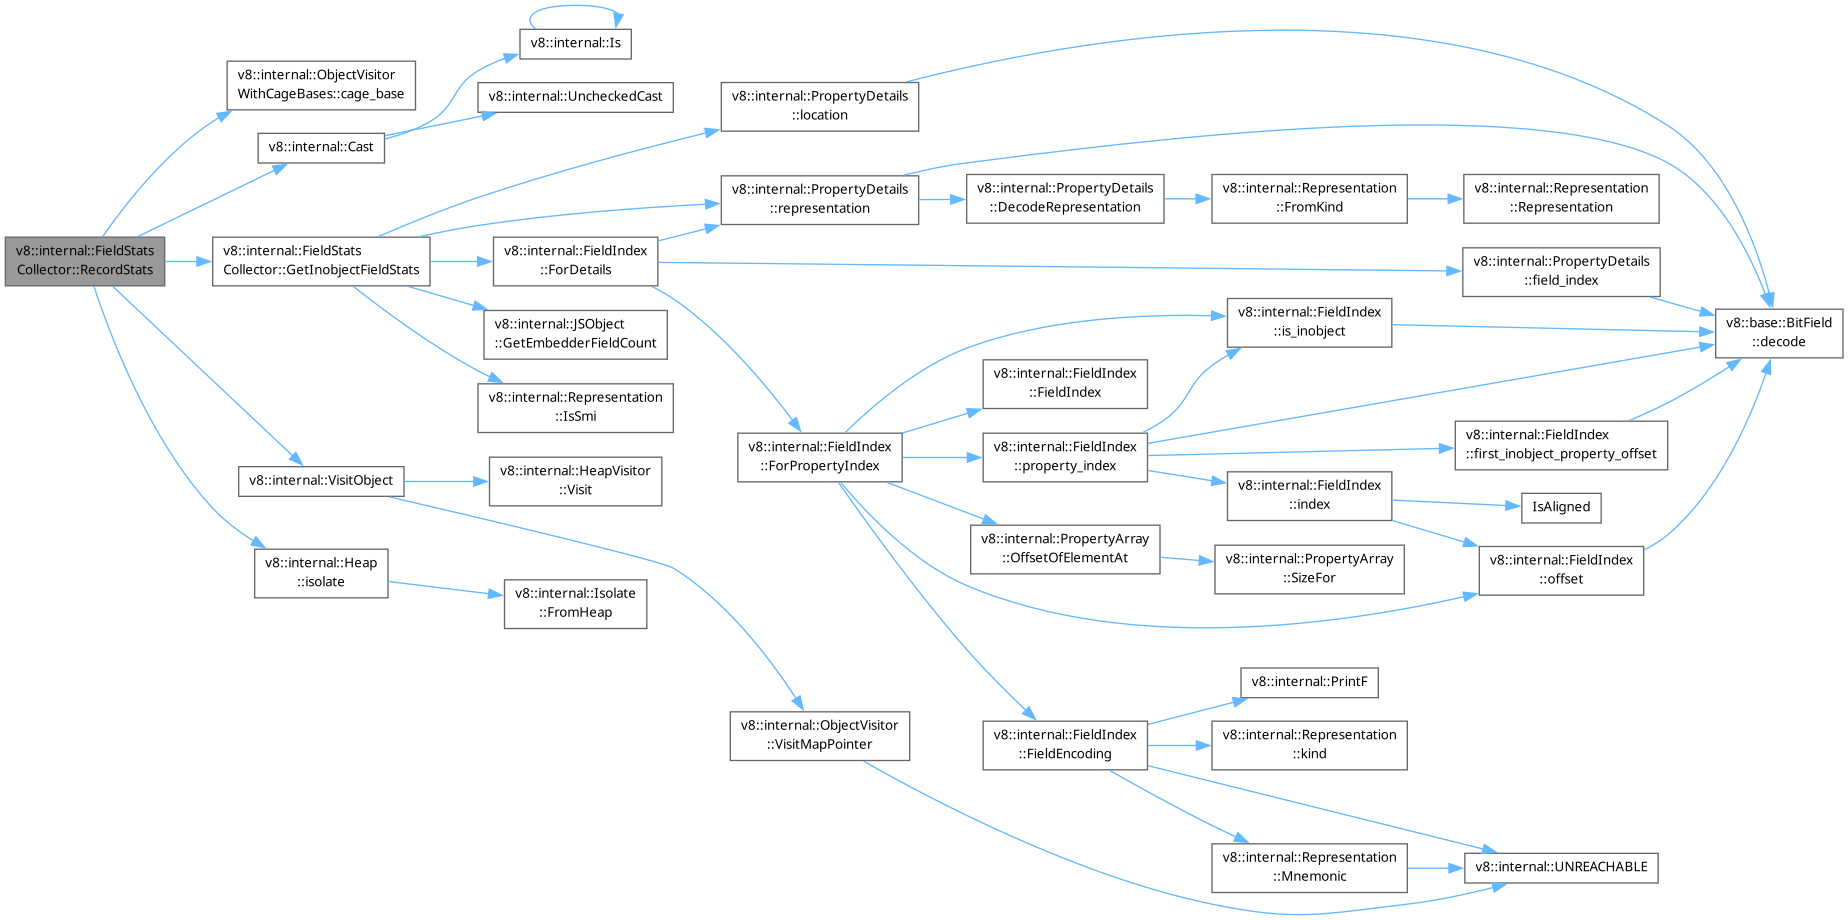 v8::internal::FieldStats
Collector::RecordStats
v8::internal::ObjectVisitor
WithCageBases::cage_base
v8::internal::Cast
v8::internal::Is
v8::internal::UncheckedCast
v8::internal::FieldStats
Collector::GetInobjectFieldStats
v8::internal::PropertyDetails
::location
v8::internal::PropertyDetails
::representation
v8::internal::PropertyDetails
::DecodeRepresentation
v8::internal::Representation
::FromKind
v8::internal::Representation
::Representation
v8::internal::FieldIndex
::ForDetails
v8::internal::PropertyDetails
::field_index
v8::base::BitField
::decode
v8::internal::JSObject
::GetEmbedderFieldCount
v8::internal::Representation
::IsSmi
v8::internal::FieldIndex
::is_inobject
v8::internal::FieldIndex
::FieldIndex
v8::internal::FieldIndex
::ForPropertyIndex
v8::internal::FieldIndex
::property_index
v8::internal::FieldIndex
::first_inobject_property_offset
v8::internal::FieldIndex
::index
IsAligned
v8::internal::FieldIndex
::offset
v8::internal::PropertyArray
::OffsetOfElementAt
v8::internal::PropertyArray
::SizeFor
v8::internal::VisitObject
v8::internal::HeapVisitor
::Visit
v8::internal::Heap
::isolate
v8::internal::Isolate
::FromHeap
v8::internal::ObjectVisitor
::VisitMapPointer
v8::internal::FieldIndex
::FieldEncoding
v8::internal::PrintF
v8::internal::Representation
::kind
v8::internal::Representation
::Mnemonic
v8::internal::UNREACHABLE